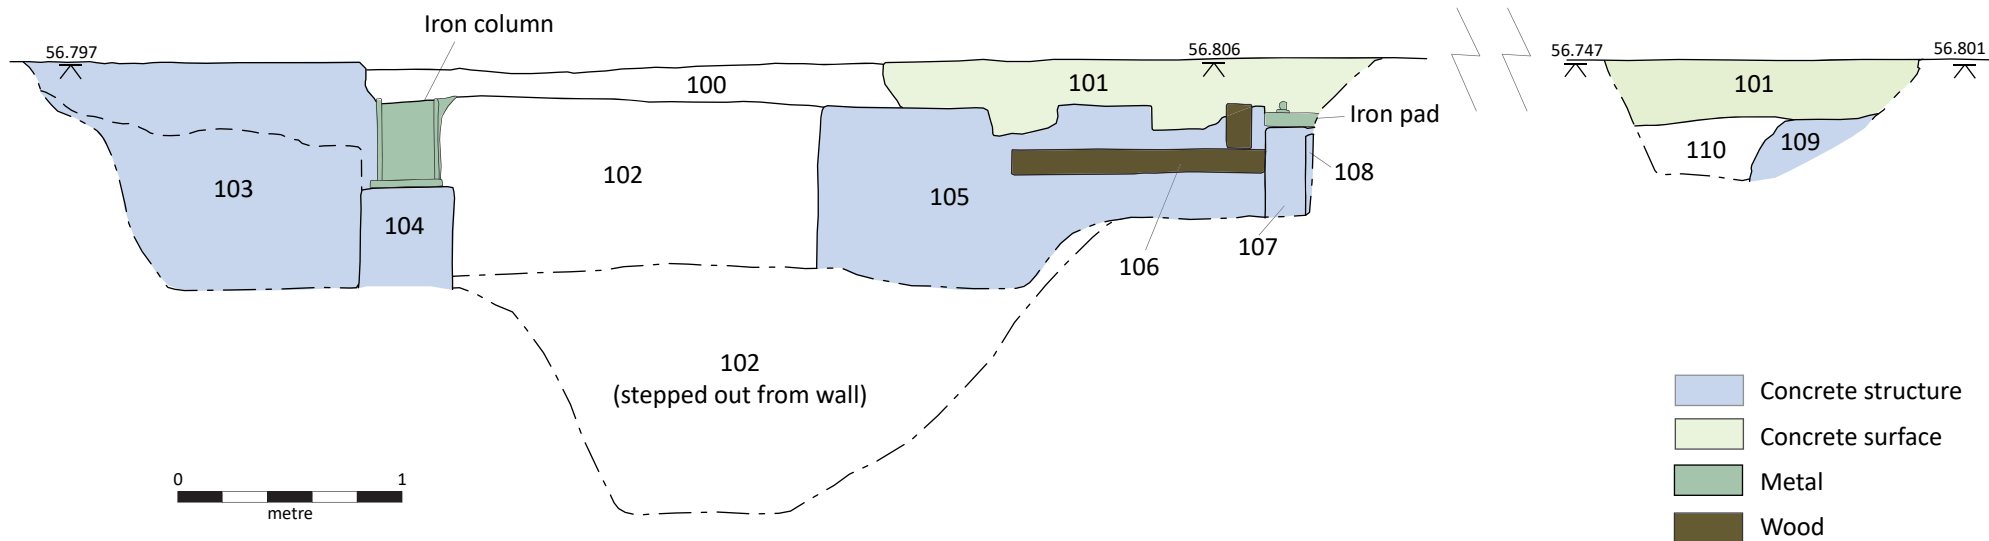 Iron column
56.797
56.806
56.747
56.801
100
101
101
Iron pad
102
103
104
105
106
107
108
109
110
102
(stepped out from wall)
0
1
metre
Concrete structure
Concrete surface
Metal
Wood